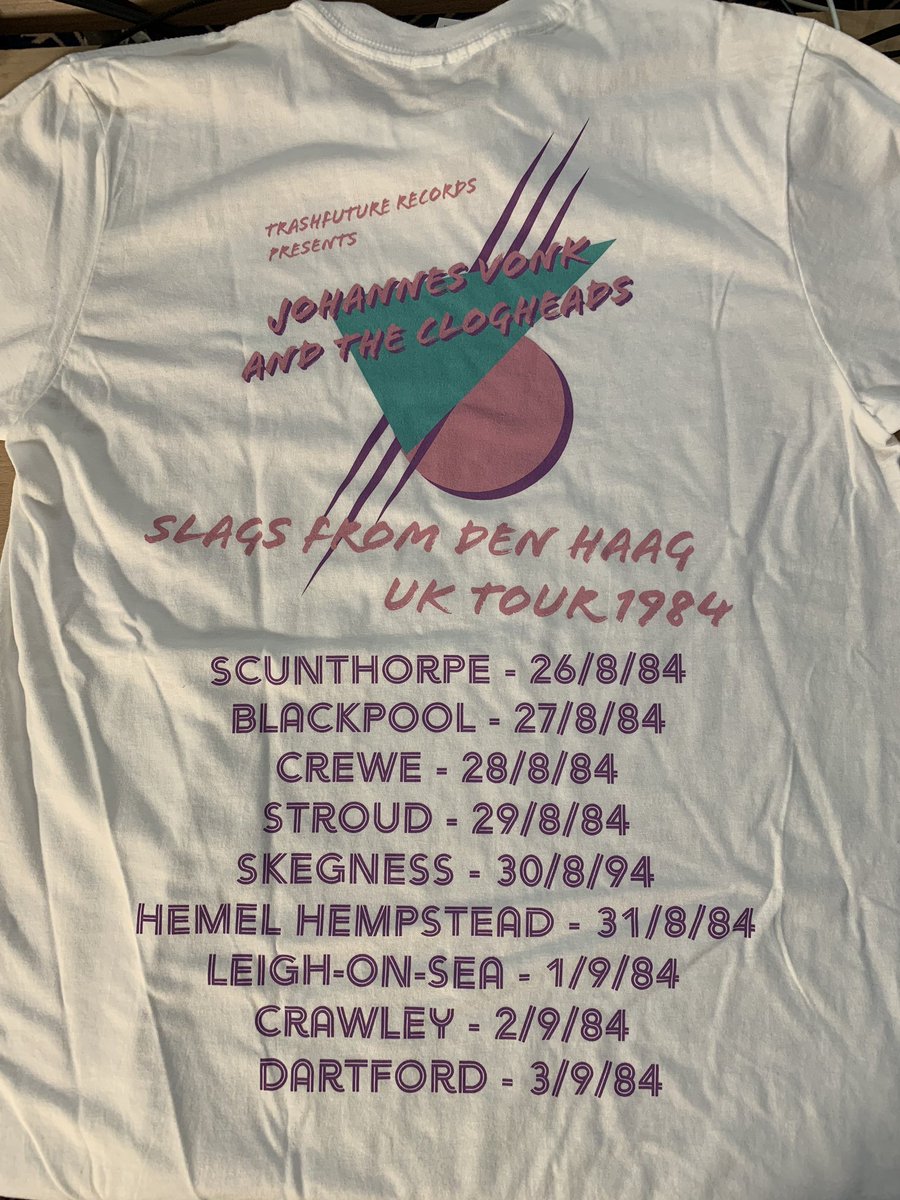 TRASHFUTURE RECORDS
PRESENTS
JOHANNES VONK
AND THE CLOGHEADS
SLAGS FROM DEN HAAG
UK TOUR 1984
SCUNTHORPE - 26/8/84
BLACKPOOL - 27/8/84
CREWE - 28/8/84
STROUD - 29/8/84
SKEGNESS - 30/8/94
HEMEL HEMPSTEAD - 31/8/84
LEIGH-ON-SEA - 1/9/84
CRAWLEY - 2/9/84
DARTFORD - 3/9/84